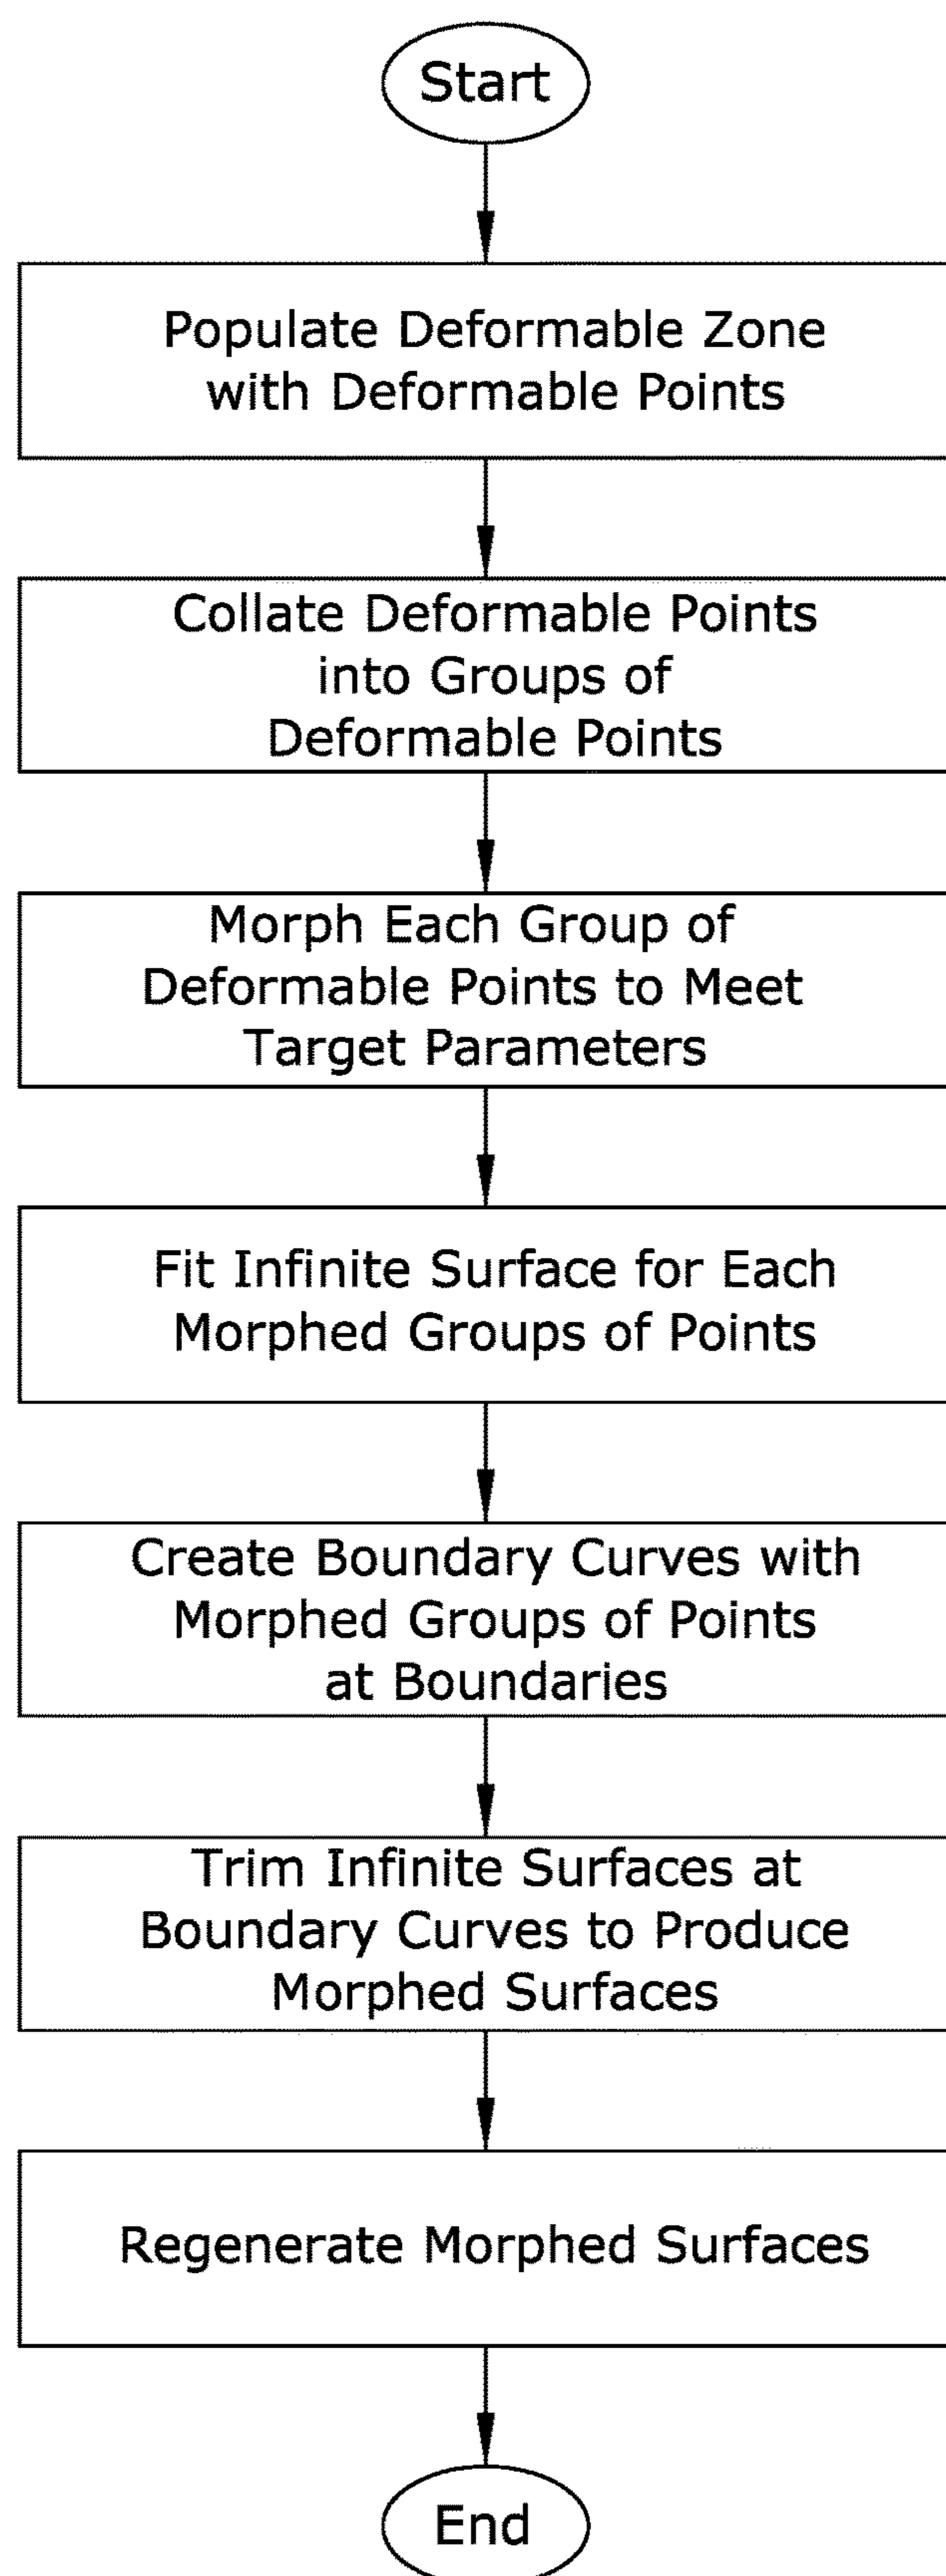 Start
Populate Deformable Zone
with Deformable Points
Collate Deformable Points
into Groups of
Deformable Points
Morph Each Group of
Deformable Points to Meet
Target Parameters
Fit Infinite Surface for Each
Morphed Groups of Points
Create Boundary Curves with
Morphed Groups of Points
at Boundaries
Trim Infinite Surfaces at
Boundary Curves to Produce
Morphed Surfaces
Regenerate Morphed Surfaces
End